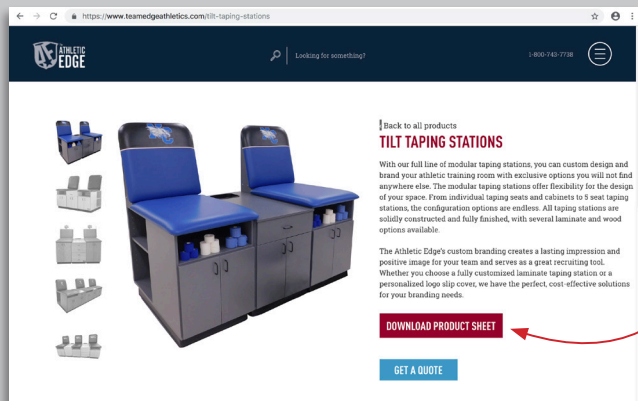 https://www.teamedgeathletics.com/tilt-taping-stations
ATHLETIC
EDGE
Looking for something?
1-800-743-7738
Back to all products
TILT TAPING STATIONS
With our full line of modular taping stations, you can custom design and
brand your athletic training room with exclusive options you will not find
anywhere else. The modular taping stations offer flexibility for the design
of your space. From individual taping seats and cabinets to 5 seat taping
stations, the configuration options are endless. All taping stations are
solidly constructed and fully finished, with several laminate and wood
options available.
The Athletic Edge's custom branding creates a lasting impression and
positive image for your team and serves as a great recruiting tool.
Whether you choose a fully customized laminate taping station or a
personalized logo slip cover, we have the perfect, cost-effective solutions
for your branding needs.
DOWNLOAD PRODUCT SHEET
GET A QUOTE